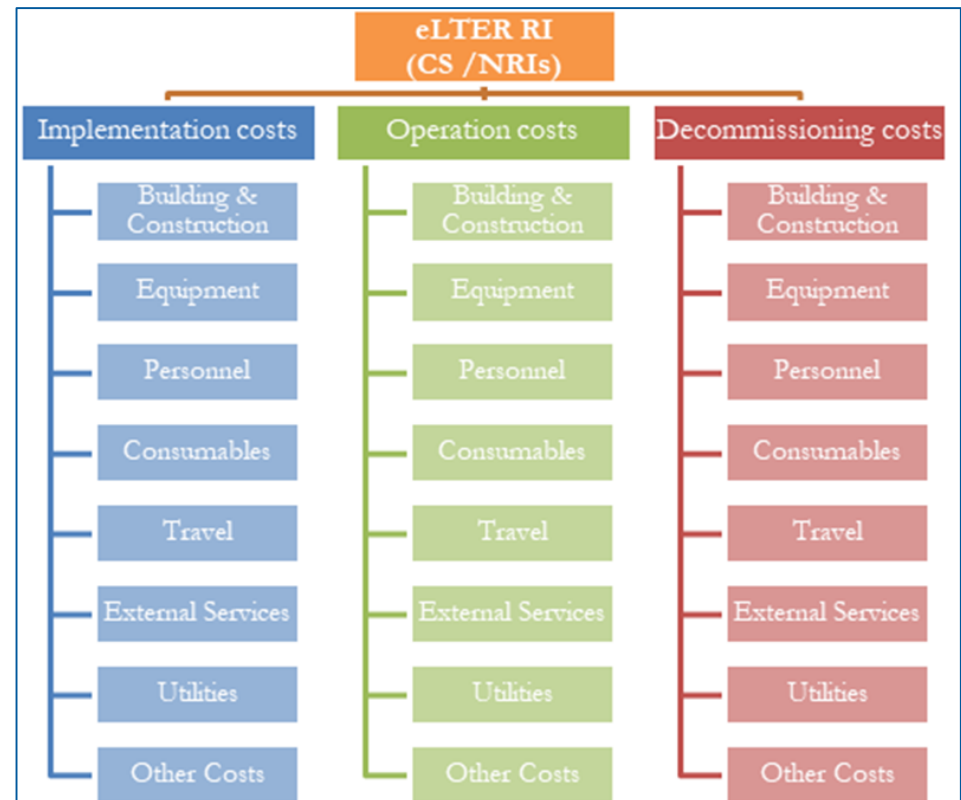 eLTER RI
(CS /NRIs)
Implementation costs
Building &
Construction
Equipment
Personnel
Consumables
Travel
External Services
Utilities
Other Costs
Operation costs
Building &
Construction
Equipment
Personnel
Consumables
Travel
External Services
Utilities
Other Costs
Decommissioning costs
Building &
Construction
Equipment
Personnel
Consumables
Travel
External Services
Utilities
Other Costs